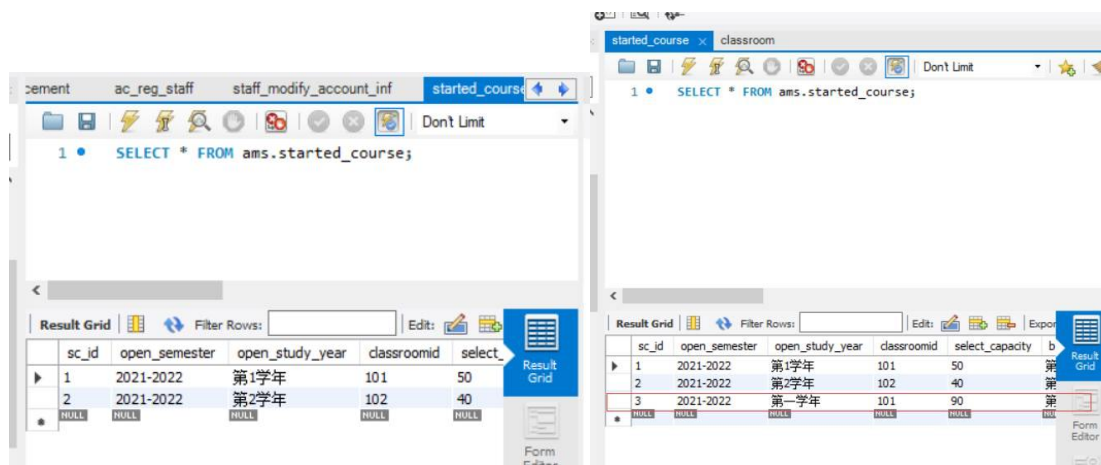 cement ac_reg_staff staff_modify_account_inf started_course
Don't Limit
1 SELECT * FROM ams.started_course;
Result Grid Filter Rows: Edit:
sc_id open_semester open_study_year classroomid select_
1 2021-2022 第1学年 101 50
2 2021-2022 第2学年 102 40
NULL NULL NULL NULL NULL
Result
Grid
Form
Editor
started_course classroom
Don't Limit
1 SELECT * FROM ams.started_course;
Result Grid Filter Rows: Edit: Expor
sc_id open_semester open_study_year classroomid select_capacity b
1 2021-2022 第1学年 101 50 第
2 2021-2022 第2学年 102 40 第
3 2021-2022 第一学年 101 90 第
NULL NULL NULL NULL NULL
Result
Grid
Form
Editor